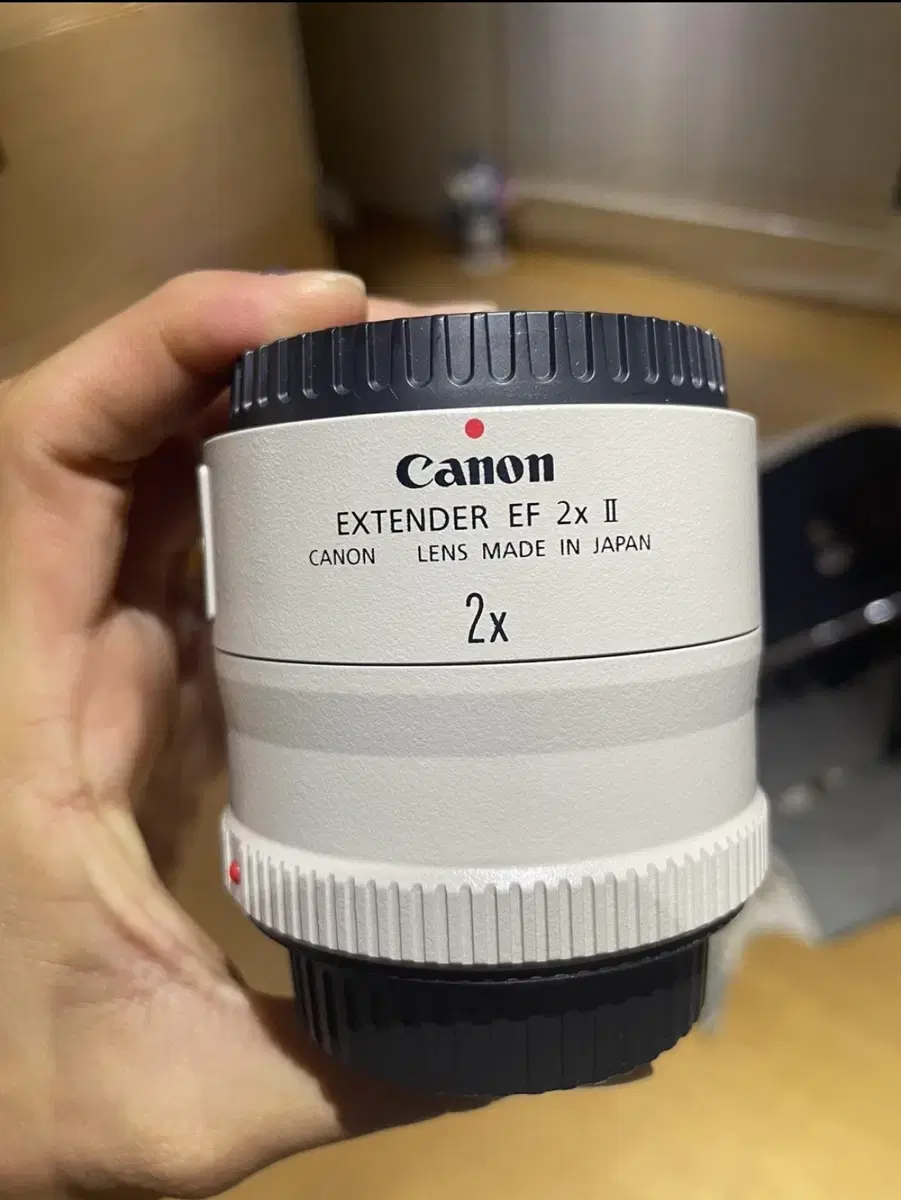 Canon
EXTENDER EF 2x II
CANON LENS MADE IN JAPAN
2x